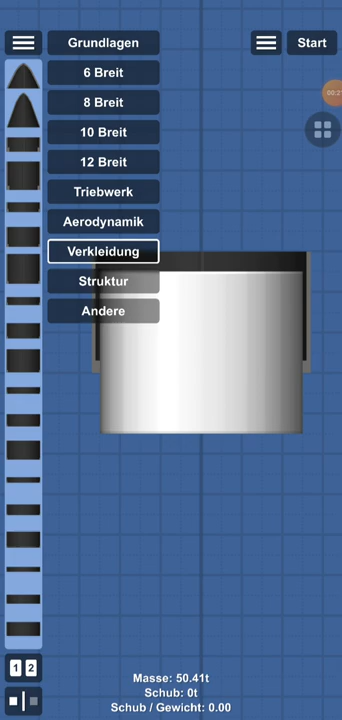 Grundlagen
Start
6 Breit
8 Breit
10 Breit
12 Breit
Triebwerk
Aerodynamik
Verkleidung
Struktur
Andere
1 2
Masse: 50.41t
Schub: 0t
Schub / Gewicht: 0.00